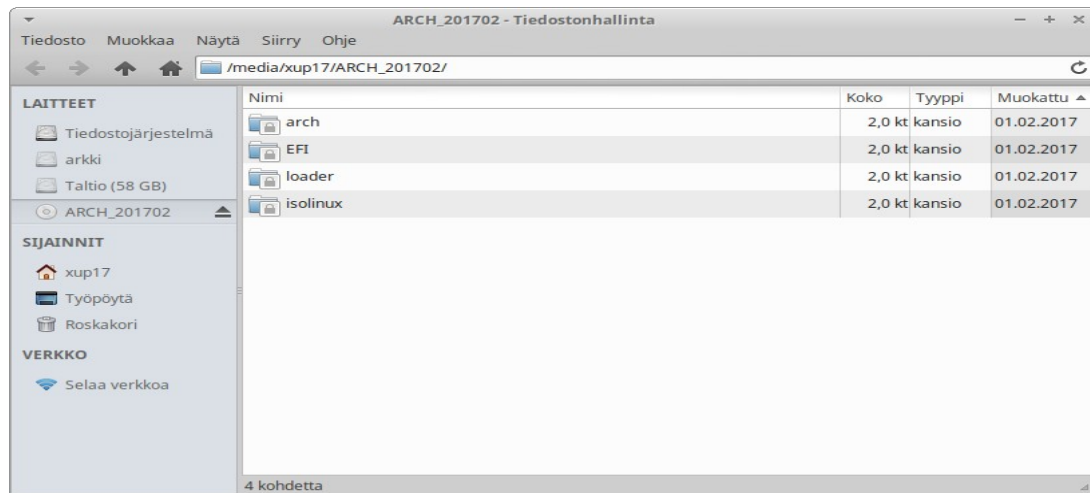 ARCH_201702 - Tiedostonhallinta
Tiedosto Muokkaa Näytä Siirry Ohje
/media/xup17/ARCH_201702/
LAITTEET
Tiedostojärjestelmä
arkki
Taltio (58 GB)
ARCH_201702
SIJAINNIT
xup17
Työpöytä
Roskakori
VERKKO
Selaa verkkoa
Nimi Koko Tyyppi Muokattu
arch 2,0 kt kansio 01.02.2017
EFI 2,0 kt kansio 01.02.2017
loader 2,0 kt kansio 01.02.2017
isolinux 2,0 kt kansio 01.02.2017
4 kohdetta